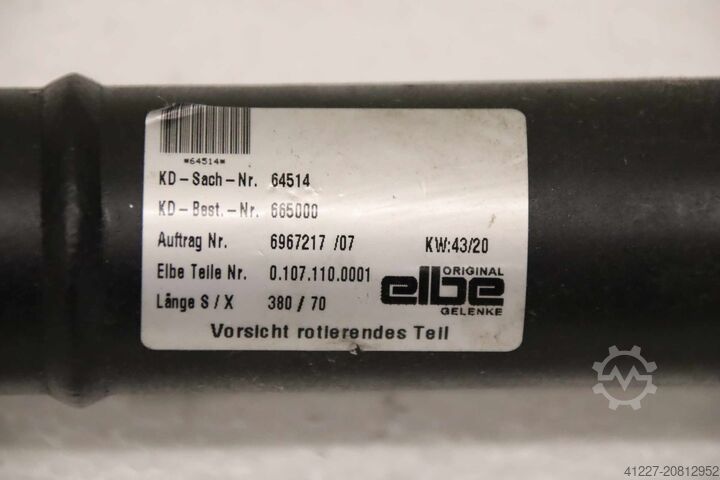 *64514*
KD-Sach-Nr. 64514
KD-Best.-Nr. 665000
Auftrag Nr. 6967217 /07 KW:43/20
Elbe Teile Nr. 0.107.110.0001
ORIGINAL
elbe
GELENKE
Länge S / X 380 / 70
Vorsicht rotierendes Teil
41227-20812952